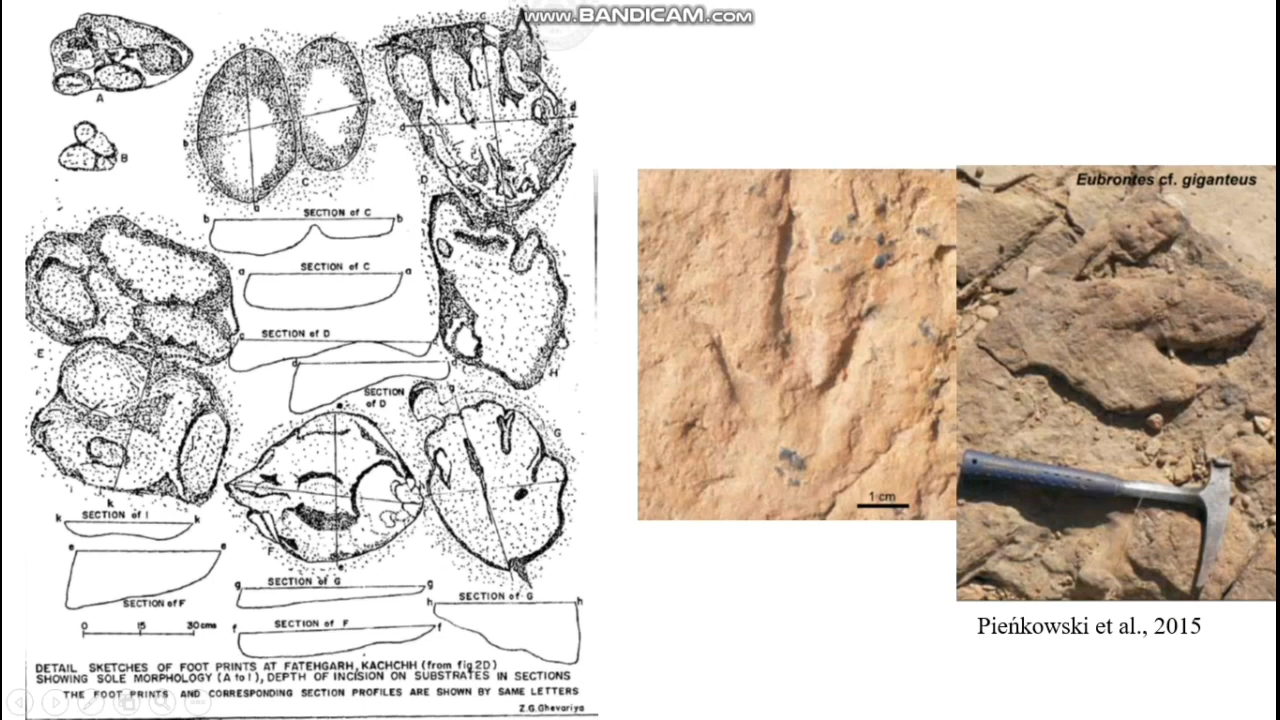 www.BANDICAM.com
A
B
C
D
SECTION of C
b b
SECTION of C
a a
SECTION of D
c c
SECTION
of D
E
H
G
F
I
SECTION of I
k k
SECTION of F
e e
SECTION of G
g g
SECTION of G
h h
SECTION of F
f f
0 15 30 cms
DETAIL SKETCHES OF FOOT PRINTS AT FATEHGARH, KACHCHH (from fig 2D)
SHOWING SOLE MORPHOLOGY (A to I), DEPTH OF INCISION ON SUBSTRATES IN SECTIONS
THE FOOT PRINTS AND CORRESPONDING SECTION PROFILES ARE SHOWN BY SAME LETTERS
Z.G.Ghevariya
1 cm
Eubrontes cf. giganteus
Pieńkowski et al., 2015